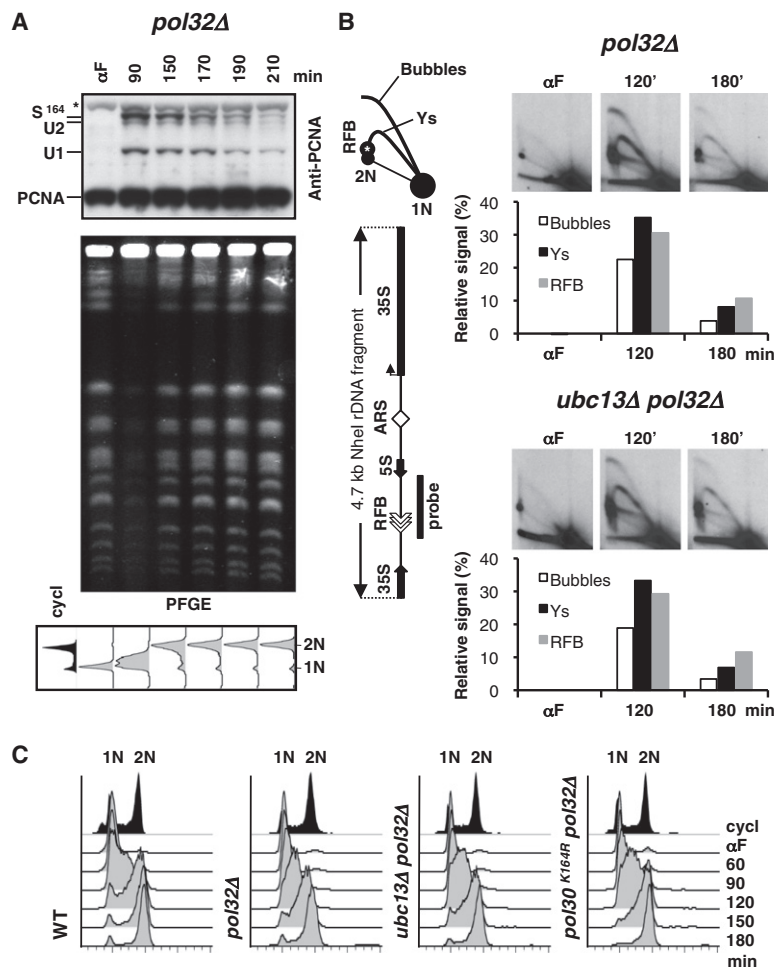 A
pol32Δ
αF 90 150 170 190 210 min
S164 *
U2
U1
PCNA
Anti-PCNA
PFGE
cycl
2N
1N
B
Bubbles
Ys
RFB
*
2N
1N
4.7 kb NheI rDNA fragment
35S
ARS
5S
RFB
35S
probe
pol32Δ
αF 120' 180'
Relative signal (%)
40
30
20
10
0
Bubbles
Ys
RFB
αF 120 180 min
ubc13Δ pol32Δ
αF 120' 180'
Relative signal (%)
40
30
20
10
0
Bubbles
Ys
RFB
αF 120 180 min
C
1N 2N 1N 2N 1N 2N 1N 2N
WT
pol32Δ
ubc13Δ pol32Δ
pol30 K164R pol32Δ
cycl
αF
60
90
120
150
180
min